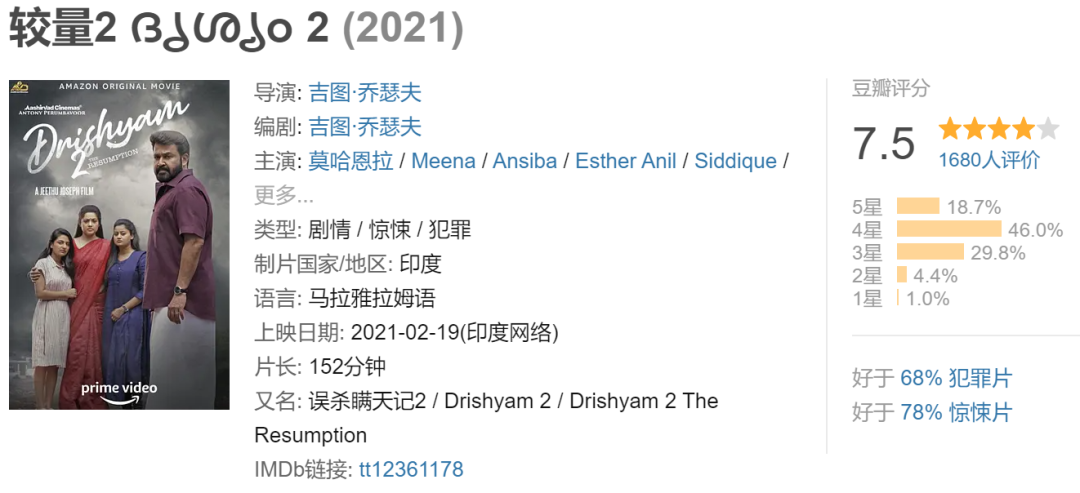 较量2 ദൃശ്യം 2 (2021)
AMAZON ORIGINAL MOVIE
Aashirvad Cinemas'
ANTONY PERUMBAVOOR
Drishyam
2 THE RESUMPTION
A JEETHU JOSEPH FILM
prime video
导演: 吉图·乔瑟夫
编剧: 吉图·乔瑟夫
主演: 莫哈恩拉 / Meena / Ansiba / Esther Anil / Siddique /
更多...
类型: 剧情 / 惊悚 / 犯罪
制片国家/地区: 印度
语言: 马拉雅拉姆语
上映日期: 2021-02-19(印度网络)
片长: 152分钟
又名: 误杀瞒天记2 / Drishyam 2 / Drishyam 2 The
Resumption
IMDb链接: tt12361178
豆瓣评分
7.5
1680人评价
5星 18.7%
4星 46.0%
3星 29.8%
2星 4.4%
1星 1.0%
好于 68% 犯罪片
好于 78% 惊悚片